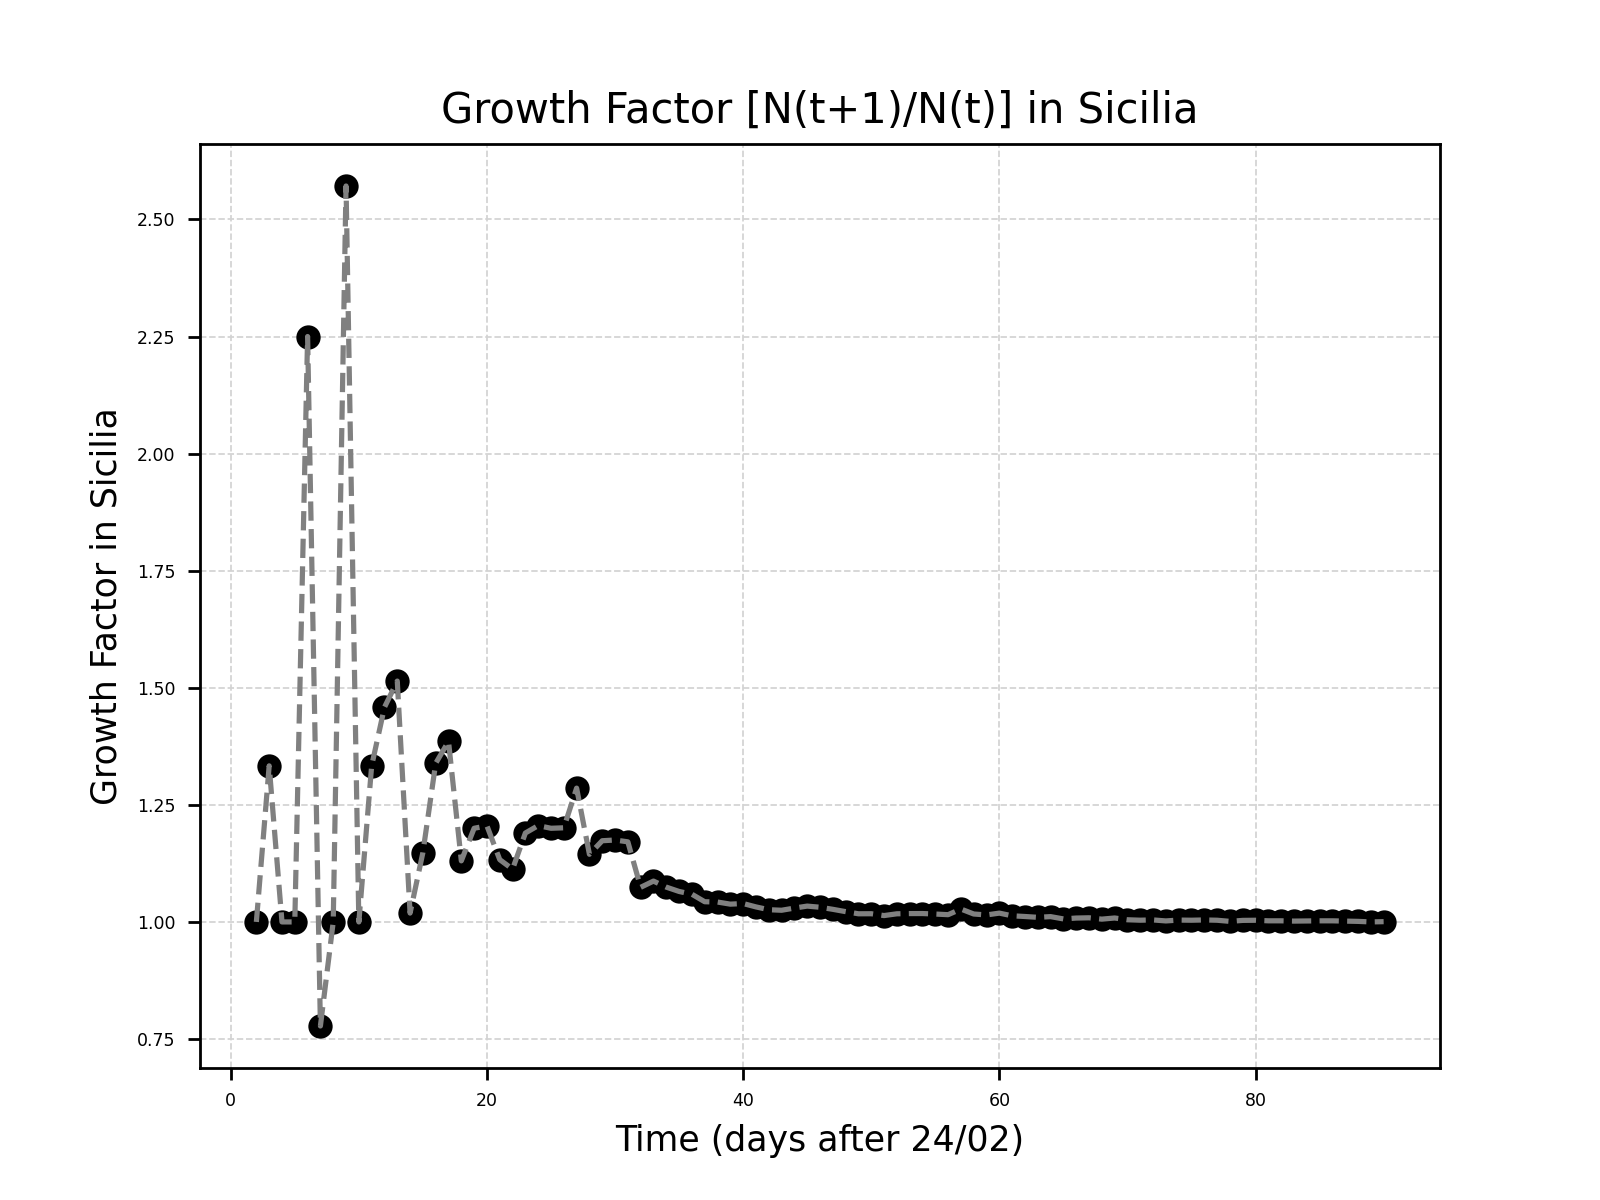 Growth Factor [N(t+1)/N(t)] in Sicilia
Growth Factor in Sicilia
2.50
2.25
2.00
1.75
1.50
1.25
1.00
0.75
0 20 40 60 80
Time (days after 24/02)